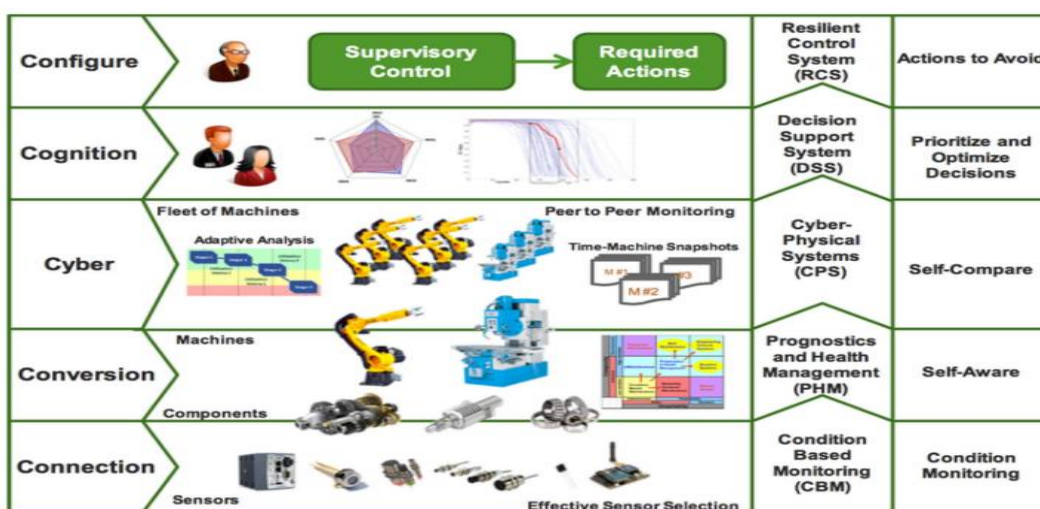 Configure
Supervisory
Control
Required
Actions
Resilient
Control
System
(RCS)
Actions to Avoid
Cognition
Decision
Support
System
(DSS)
Prioritize and
Optimize
Decisions
Cyber
Fleet of Machines
Peer to Peer Monitoring
Adaptive Analysis
Time-Machine Snapshots
M #1
M #2
#3
Cyber-
Physical
Systems
(CPS)
Self-Compare
Conversion
Machines
Components
Prognostics
and Health
Management
(PHM)
Self-Aware
Connection
Sensors
Effective Sensor Selection
Condition
Based
Monitoring
(CBM)
Condition
Monitoring